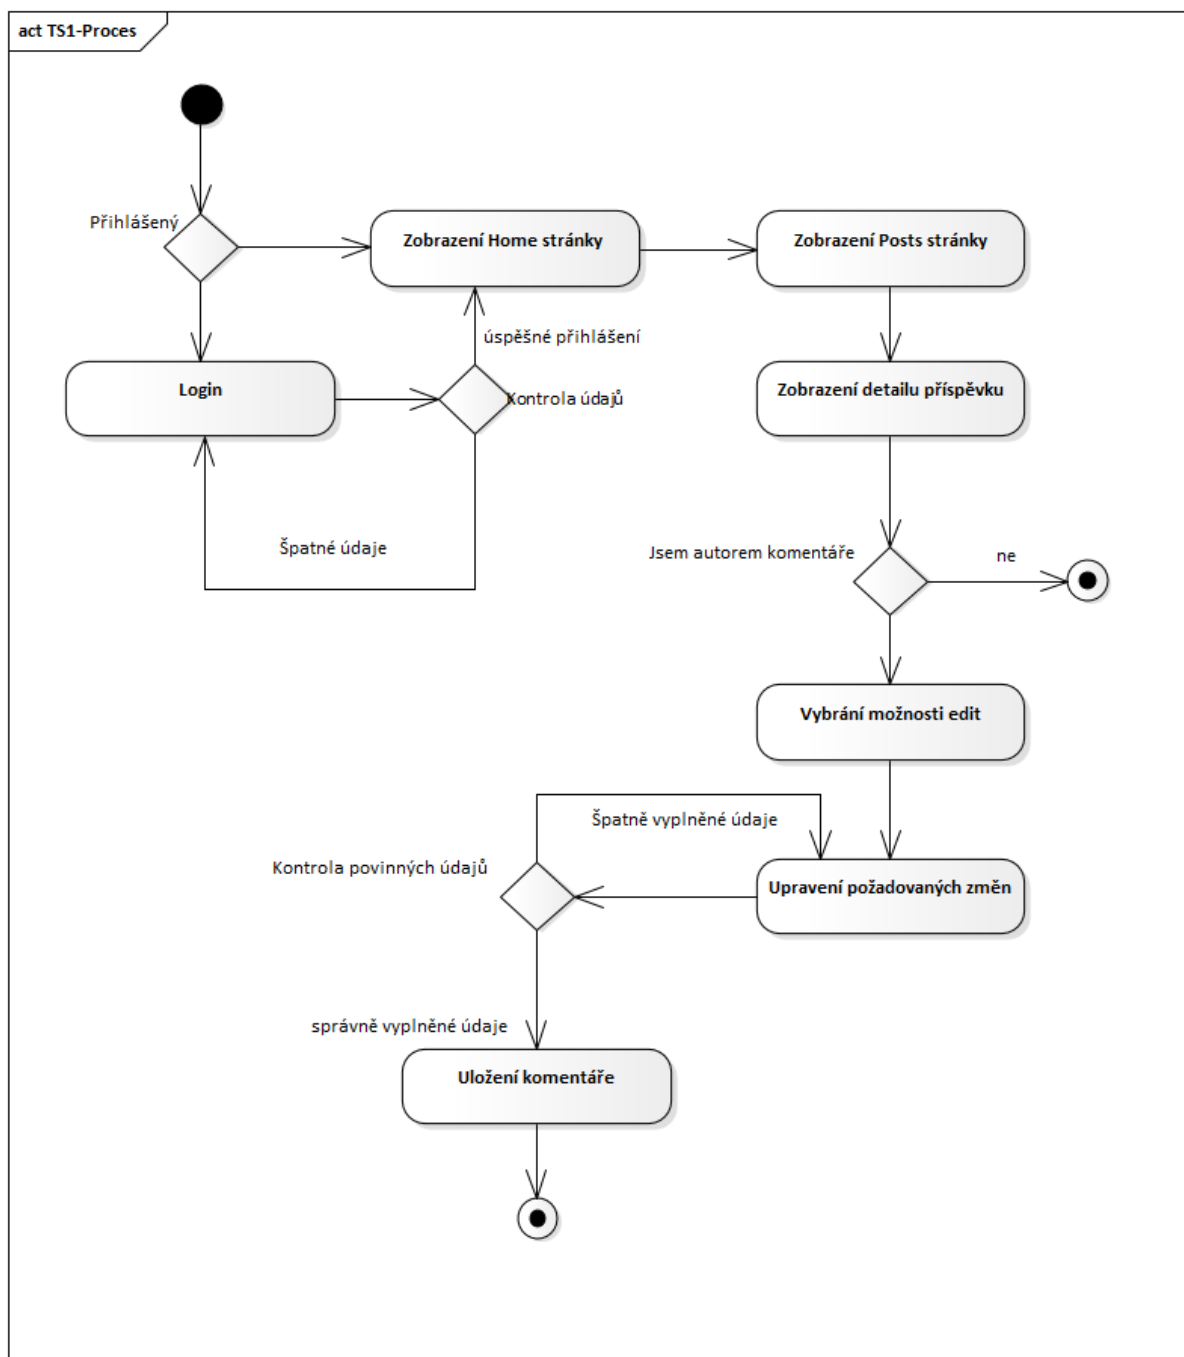 act TS1-Proces
Přihlášený
Zobrazení Home stránky
Zobrazení Posts stránky
úspěšné přihlášení
Login
Kontrola údajů
Zobrazení detailu příspěvku
Špatné údaje
Jsem autorem komentáře
ne
Vybrání možnosti edit
Špatně vyplněné údaje
Kontrola povinných údajů
Upravení požadovaných změn
správně vyplněné údaje
Uložení komentáře